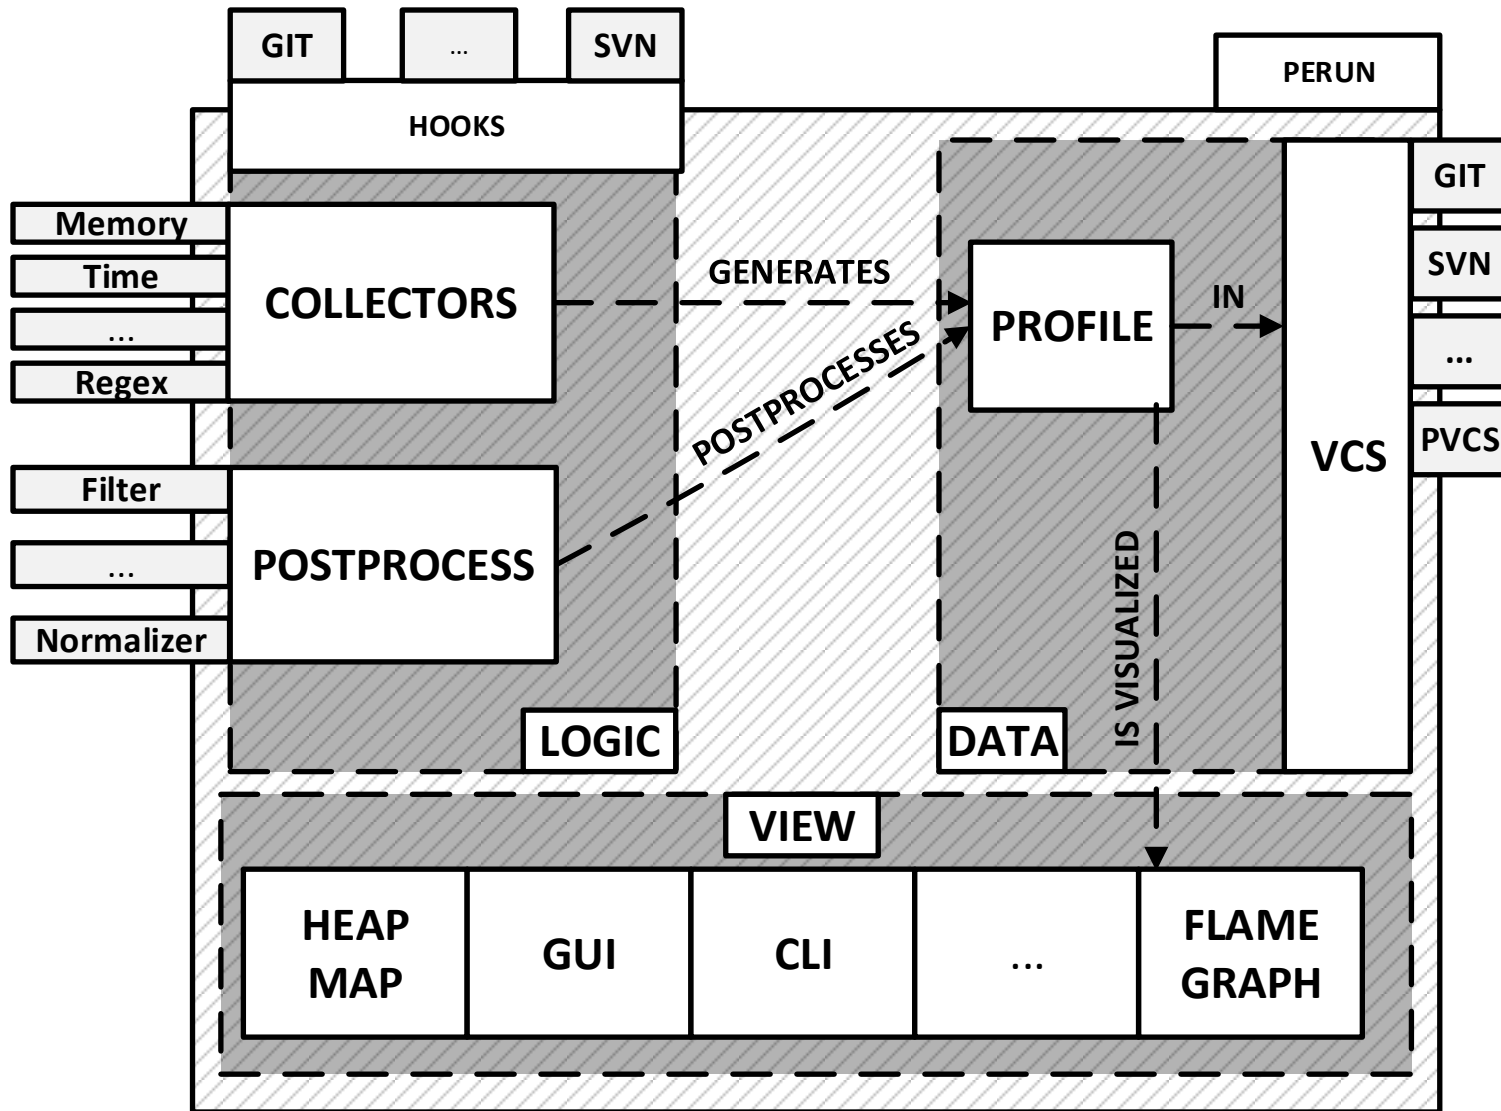 GIT
...
SVN
PERUN
HOOKS
GIT
Memory
Time
...
Regex
COLLECTORS
GENERATES
PROFILE
IN
SVN
...
PVCS
VCS
POSTPROCESSES
Filter
...
Normalizer
POSTPROCESS
IS VISUALIZED
LOGIC
DATA
VIEW
HEAP
MAP
GUI
CLI
...
FLAME
GRAPH